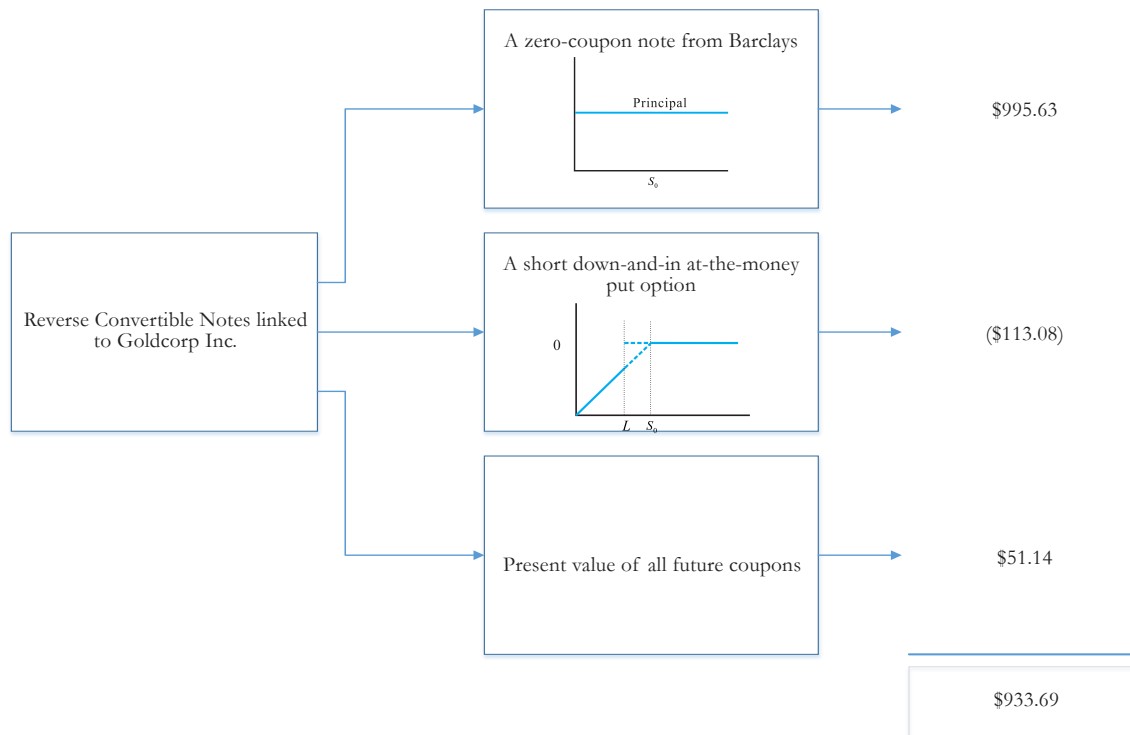 A zero-coupon note from Barclays
Principal
S₀
$995.63
Reverse Convertible Notes linked
to Goldcorp Inc.
A short down-and-in at-the-money
put option
0
L S₀
($113.08)
Present value of all future coupons
$51.14
$933.69